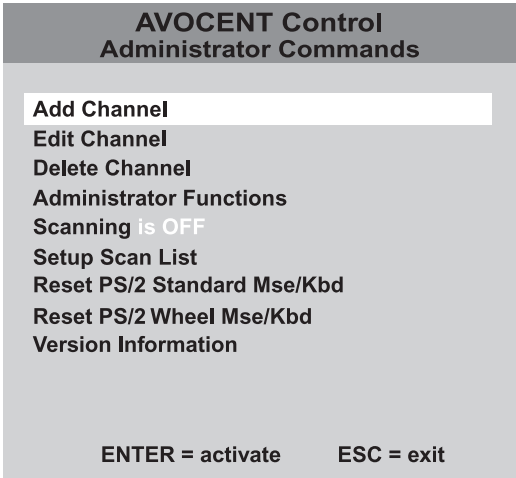 AVOCENT Control
Administrator Commands
Add Channel
Edit Channel
Delete Channel
Administrator Functions
Scanning is OFF
Setup Scan List
Reset PS/2 Standard Mse/Kbd
Reset PS/2 Wheel Mse/Kbd
Version Information
ENTER = activate ESC = exit